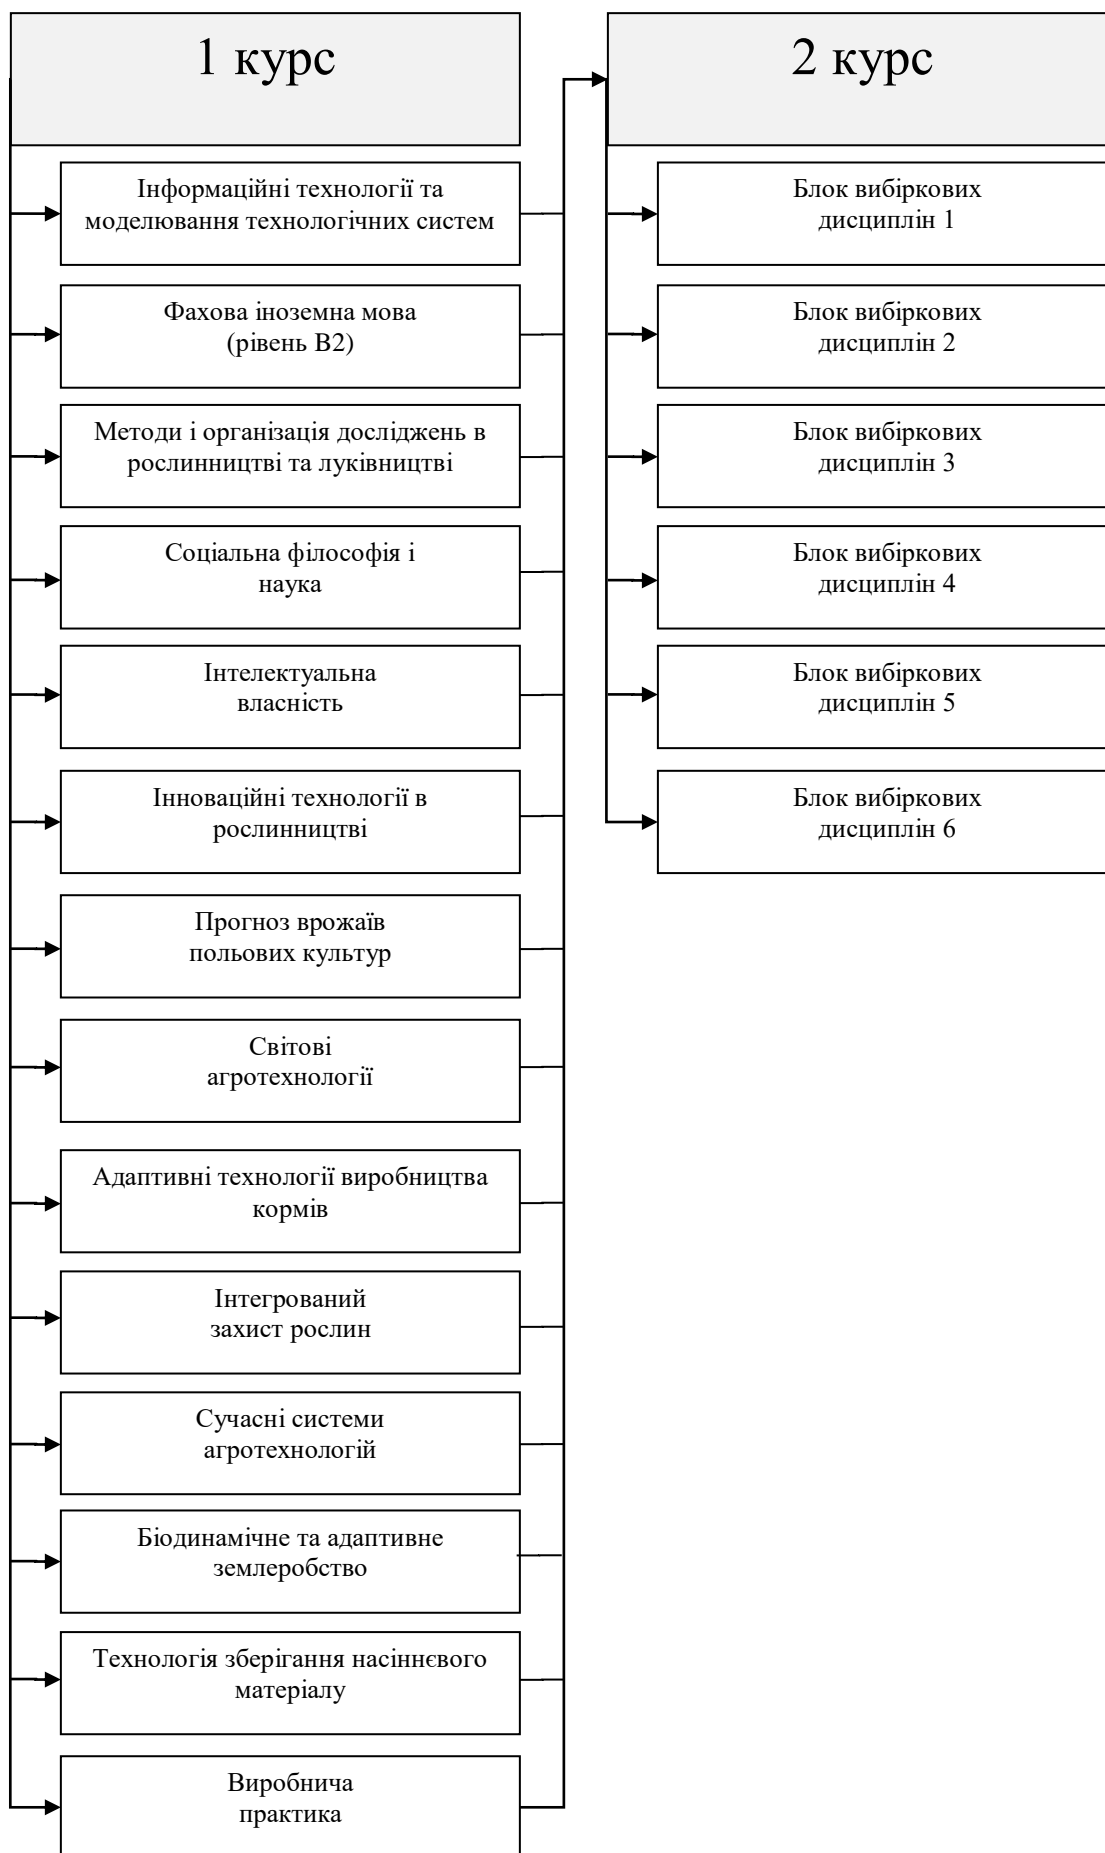 1 курс
Інформаційні технології та
моделювання технологічних систем
Фахова іноземна мова
(рівень В2)
Методи і організація досліджень в
рослинництві та луківництві
Соціальна філософія і
наука
Інтелектуальна
власність
Інноваційні технології в
рослинництві
Прогноз врожаїв
польових культур
Світові
агротехнології
Адаптивні технології виробництва
кормів
Інтегрований
захист рослин
Сучасні системи
агротехнологій
Біодинамічне та адаптивне
землеробство
Технологія зберігання насіннєвого
матеріалу
Виробнича
практика
2 курс
Блок вибіркових
дисциплін 1
Блок вибіркових
дисциплін 2
Блок вибіркових
дисциплін 3
Блок вибіркових
дисциплін 4
Блок вибіркових
дисциплін 5
Блок вибіркових
дисциплін 6